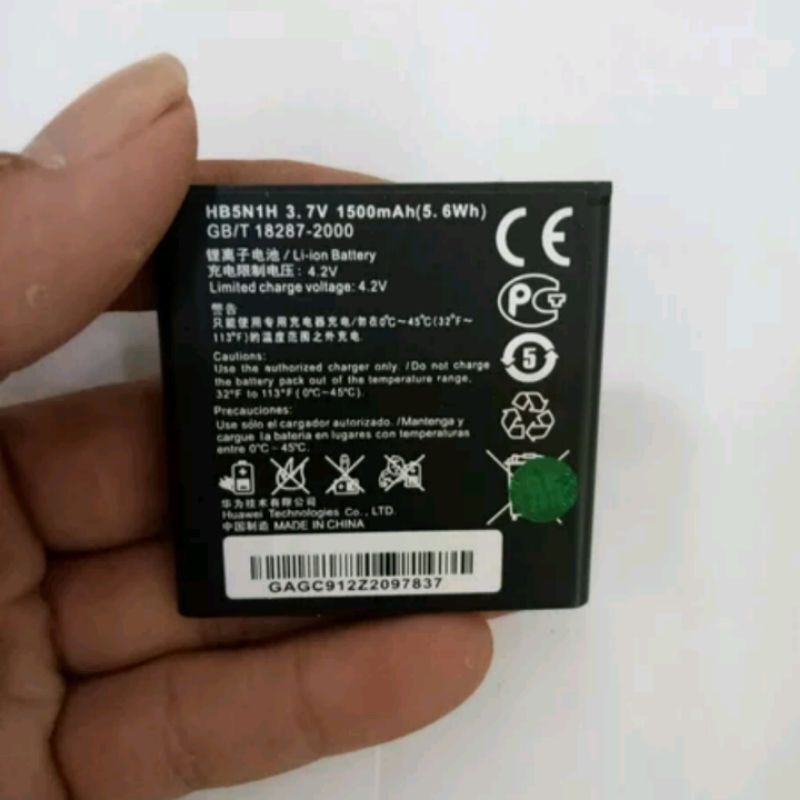 HB5N1H 3.7V 1500mAh(5.6Wh)
GB/T 18287-2000
锂离子电池 / Li-ion Battery
充电限制电压: 4.2V
Limited charge voltage: 4.2V
警告
只能使用专用充电器充电/勿在0℃~45℃(32℉~
113℉)的温度范围之外充电.
Cautions:
Use the authorized charger only. /Do not charge
the battery pack out of the temperature range,
32°F to 113°F (0℃~45℃).
Precauciones:
Use sólo el cargador autorizado. /Mantenga y
cargue la batería en lugares con temperaturas
entre 0℃ - 45℃.
华为技术有限公司
Huawei Technologies Co., LTD.
中国制造 MADE IN CHINA
GAGC912Z2097837
CE
PCT
5